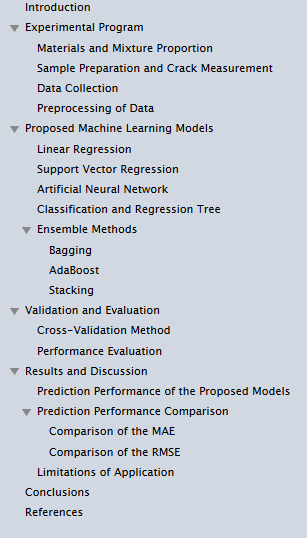 Introduction
Experimental Program
Materials and Mixture Proportion
Sample Preparation and Crack Measurement
Data Collection
Preprocessing of Data
Proposed Machine Learning Models
Linear Regression
Support Vector Regression
Artificial Neural Network
Classification and Regression Tree
Ensemble Methods
Bagging
AdaBoost
Stacking
Validation and Evaluation
Cross-Validation Method
Performance Evaluation
Results and Discussion
Prediction Performance of the Proposed Models
Prediction Performance Comparison
Comparison of the MAE
Comparison of the RMSE
Limitations of Application
Conclusions
References